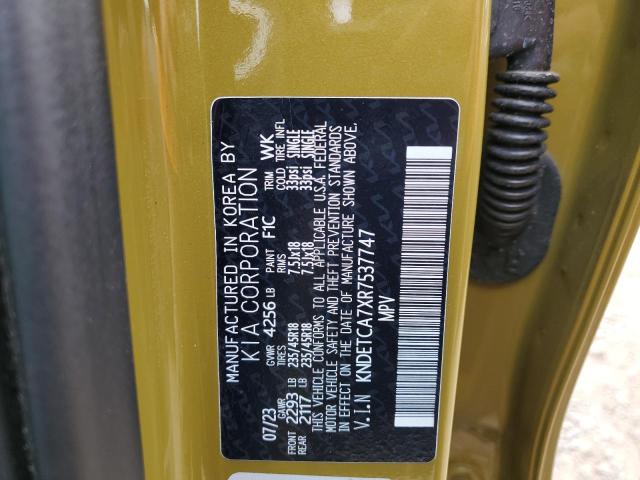 MANUFACTURED IN KOREA BY
KIA CORPORATION
07/23 GVWR 4256 LB PAINT F1C TRIM WK
GAWR TIRES RIMS COLD TIRE INFL
FRONT 2293 LB 235/45R18 7.5Jx18 33psi SINGLE
REAR 2117 LB 235/45R18 7.5Jx18 33psi SINGLE
THIS VEHICLE CONFORMS TO ALL APPLICABLE U.S.A. FEDERAL
MOTOR VEHICLE SAFETY AND THEFT PREVENTION STANDARDS
IN EFFECT ON THE DATE OF MANUFACTURE SHOWN ABOVE.
V.I.N KNDETCA7XR7537747
MPV